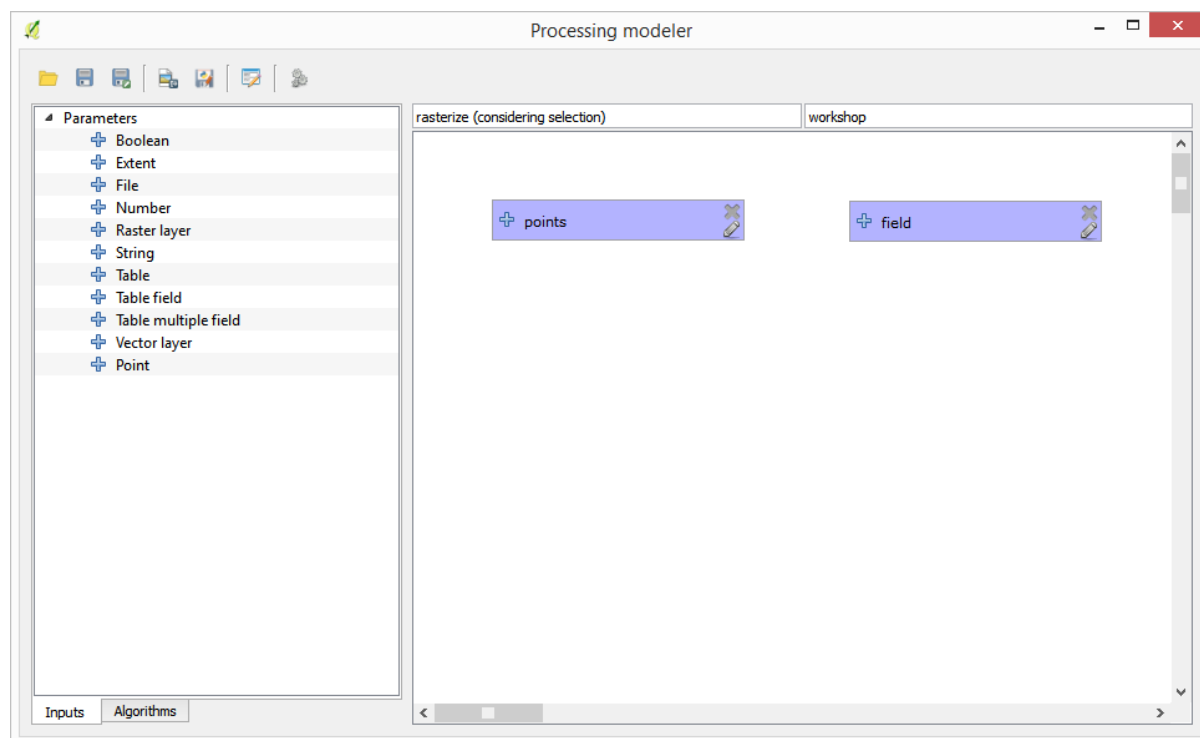 Processing modeler
Parameters
Boolean
Extent
File
Number
Raster layer
String
Table
Table field
Table multiple field
Vector layer
Point
Inputs
Algorithms
rasterize (considering selection)
workshop
points
field